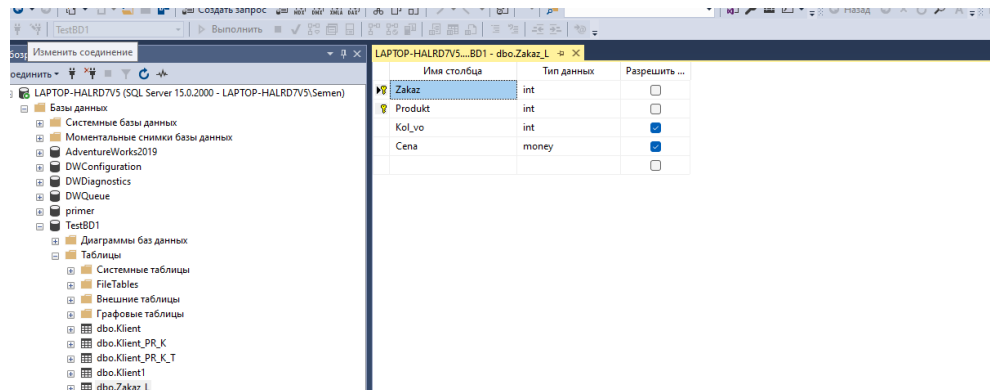 Создать запрос
Назад
TestBD1
Выполнить
Изменить соединение
LAPTOP-HALRD7V5....BD1 - dbo.Zakaz_L
LAPTOP-HALRD7V5 (SQL Server 15.0.2000 - LAPTOP-HALRD7V5\Semen)
Базы данных
Системные базы данных
Моментальные снимки базы данных
AdventureWorks2019
DWConfiguration
DWDiagnostics
DWQueue
primer
TestBD1
Диаграммы баз данных
Таблицы
Системные таблицы
FileTables
Внешние таблицы
Графовые таблицы
dbo.Klient
dbo.Klient_PR_K
dbo.Klient_PR_K_T
dbo.Klient1
dbo.Zakaz_L
Имя столбца Тип данных Разрешить ...
Zakaz int
Produkt int
Kol_vo int
Cena money